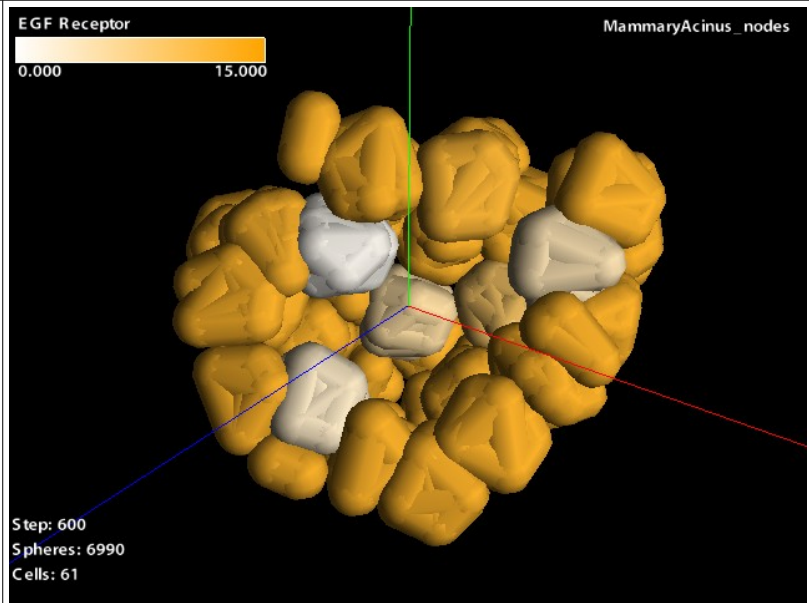 EGF Receptor
MammaryAcinus_nodes
0.000 15.000
Step: 600
Spheres: 6990
Cells: 61